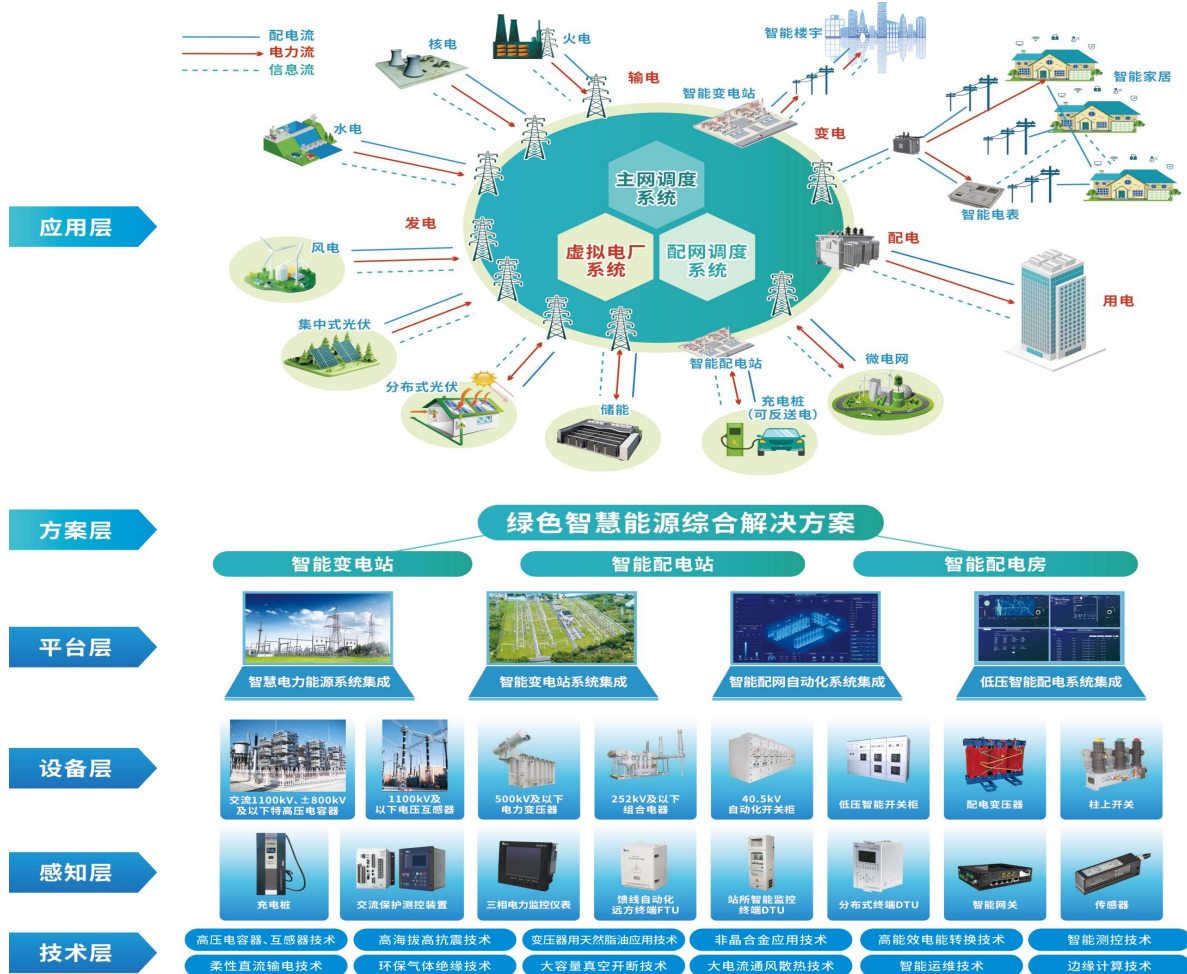 配电流
电力流
信息流
核电
火电
输电
智能楼宇
智能变电站
智能家居
水电
变电
主网调度
系统
智能电表
应用层
发电
虚拟电厂
系统
配网调度
系统
配电
风电
用电
集中式光伏
智能配电站
微电网
分布式光伏
储能
充电桩
(可反送电)
方案层
绿色智慧能源综合解决方案
智能变电站
智能配电站
智能配电房
平台层
智慧电力能源系统集成
智能变电站系统集成
智能配网自动化系统集成
低压智能配电系统集成
设备层
交流1100kV、±800kV
及以下特高压电容器
1100kV及
以下电压互感器
500kV及以下
电力变压器
252kV及以下
组合电器
40.5kV
自动化开关柜
低压智能开关柜
配电变压器
柱上开关
感知层
充电桩
交流保护测控装置
三相电力监控仪表
馈线自动化
远方终端FTU
站所智能监控
终端DTU
分布式终端DTU
智能网关
传感器
技术层
高压电容器、互感器技术
高海拔高抗震技术
变压器用天然脂油应用技术
非晶合金应用技术
高能效电能转换技术
智能测控技术
柔性直流输电技术
环保气体绝缘技术
大容量真空开断技术
大电流通风散热技术
智能运维技术
边缘计算技术